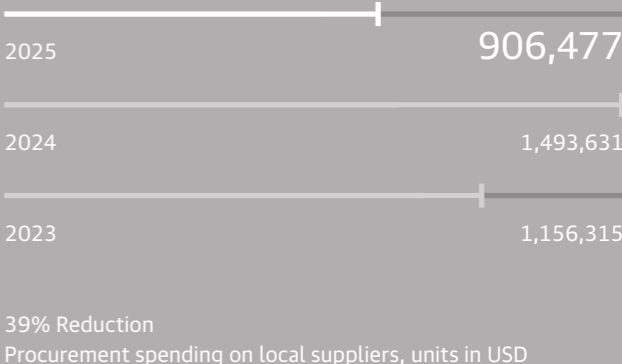 2025 906,477
2024 1,493,631
2023 1,156,315
39% Reduction
Procurement spending on local suppliers, units in USD